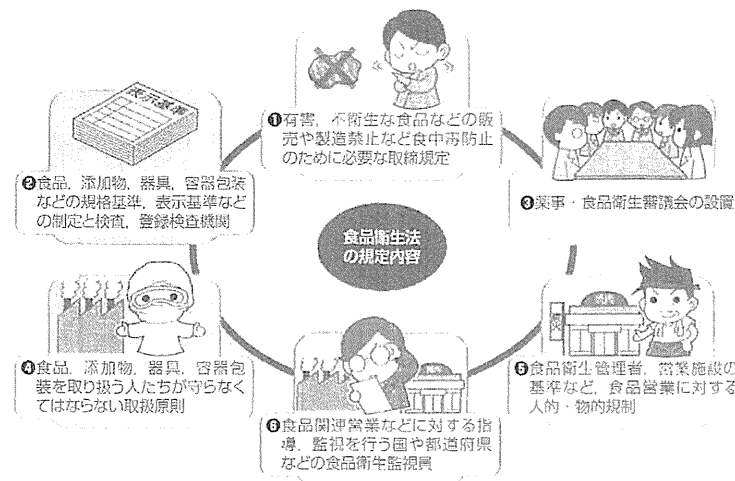 ❶有害，不衛生な食品などの販
売や製造禁止など食中毒防止
のために必要な取締規定
表示基準
❷食品，添加物，器具，容器包装
などの規格基準，表示基準など
の制定と検査，登録検査機関
❸薬事・食品衛生審議会の設置
食品衛生法
の規定内容
❹食品，添加物，器具，容器包
装を取り扱う人たちが守らなく
てはならない取扱原則
❺食品衛生管理者，営業施設の
基準など，食品営業に対する
人的・物的規制
❻食品関連営業などに対する指
導，監視を行う国や都道府県
などの食品衛生監視員